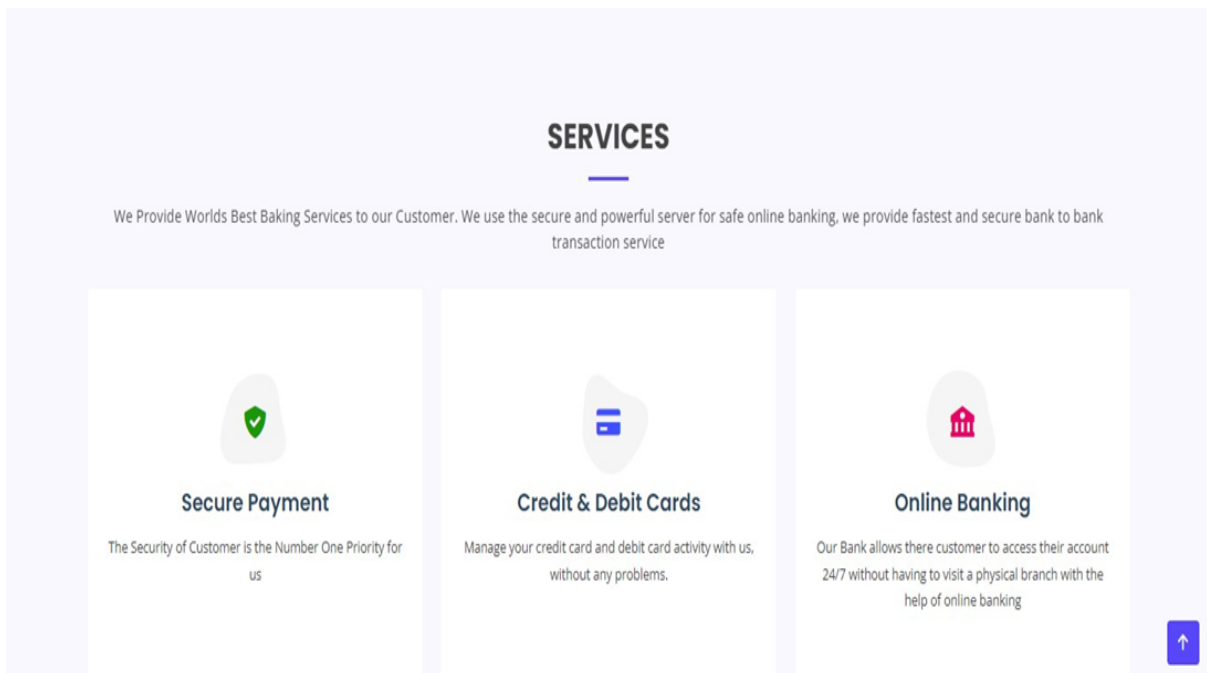 SERVICES
We Provide Worlds Best Baking Services to our Customer. We use the secure and powerful server for safe online banking, we provide fastest and secure bank to bank
transaction service
Secure Payment
The Security of Customer is the Number One Priority for
us
Credit & Debit Cards
Manage your credit card and debit card activity with us,
without any problems.
Online Banking
Our Bank allows there customer to access their account
24/7 without having to visit a physical branch with the
help of online banking